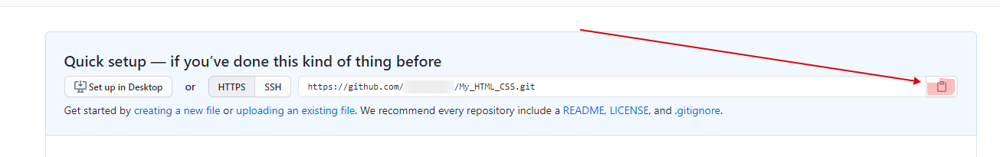 Quick setup — if you’ve done this kind of thing before
Set up in Desktop or HTTPS SSH https://github.com/ /My_HTML_CSS.git
Get started by creating a new file or uploading an existing file. We recommend every repository include a README, LICENSE, and .gitignore.